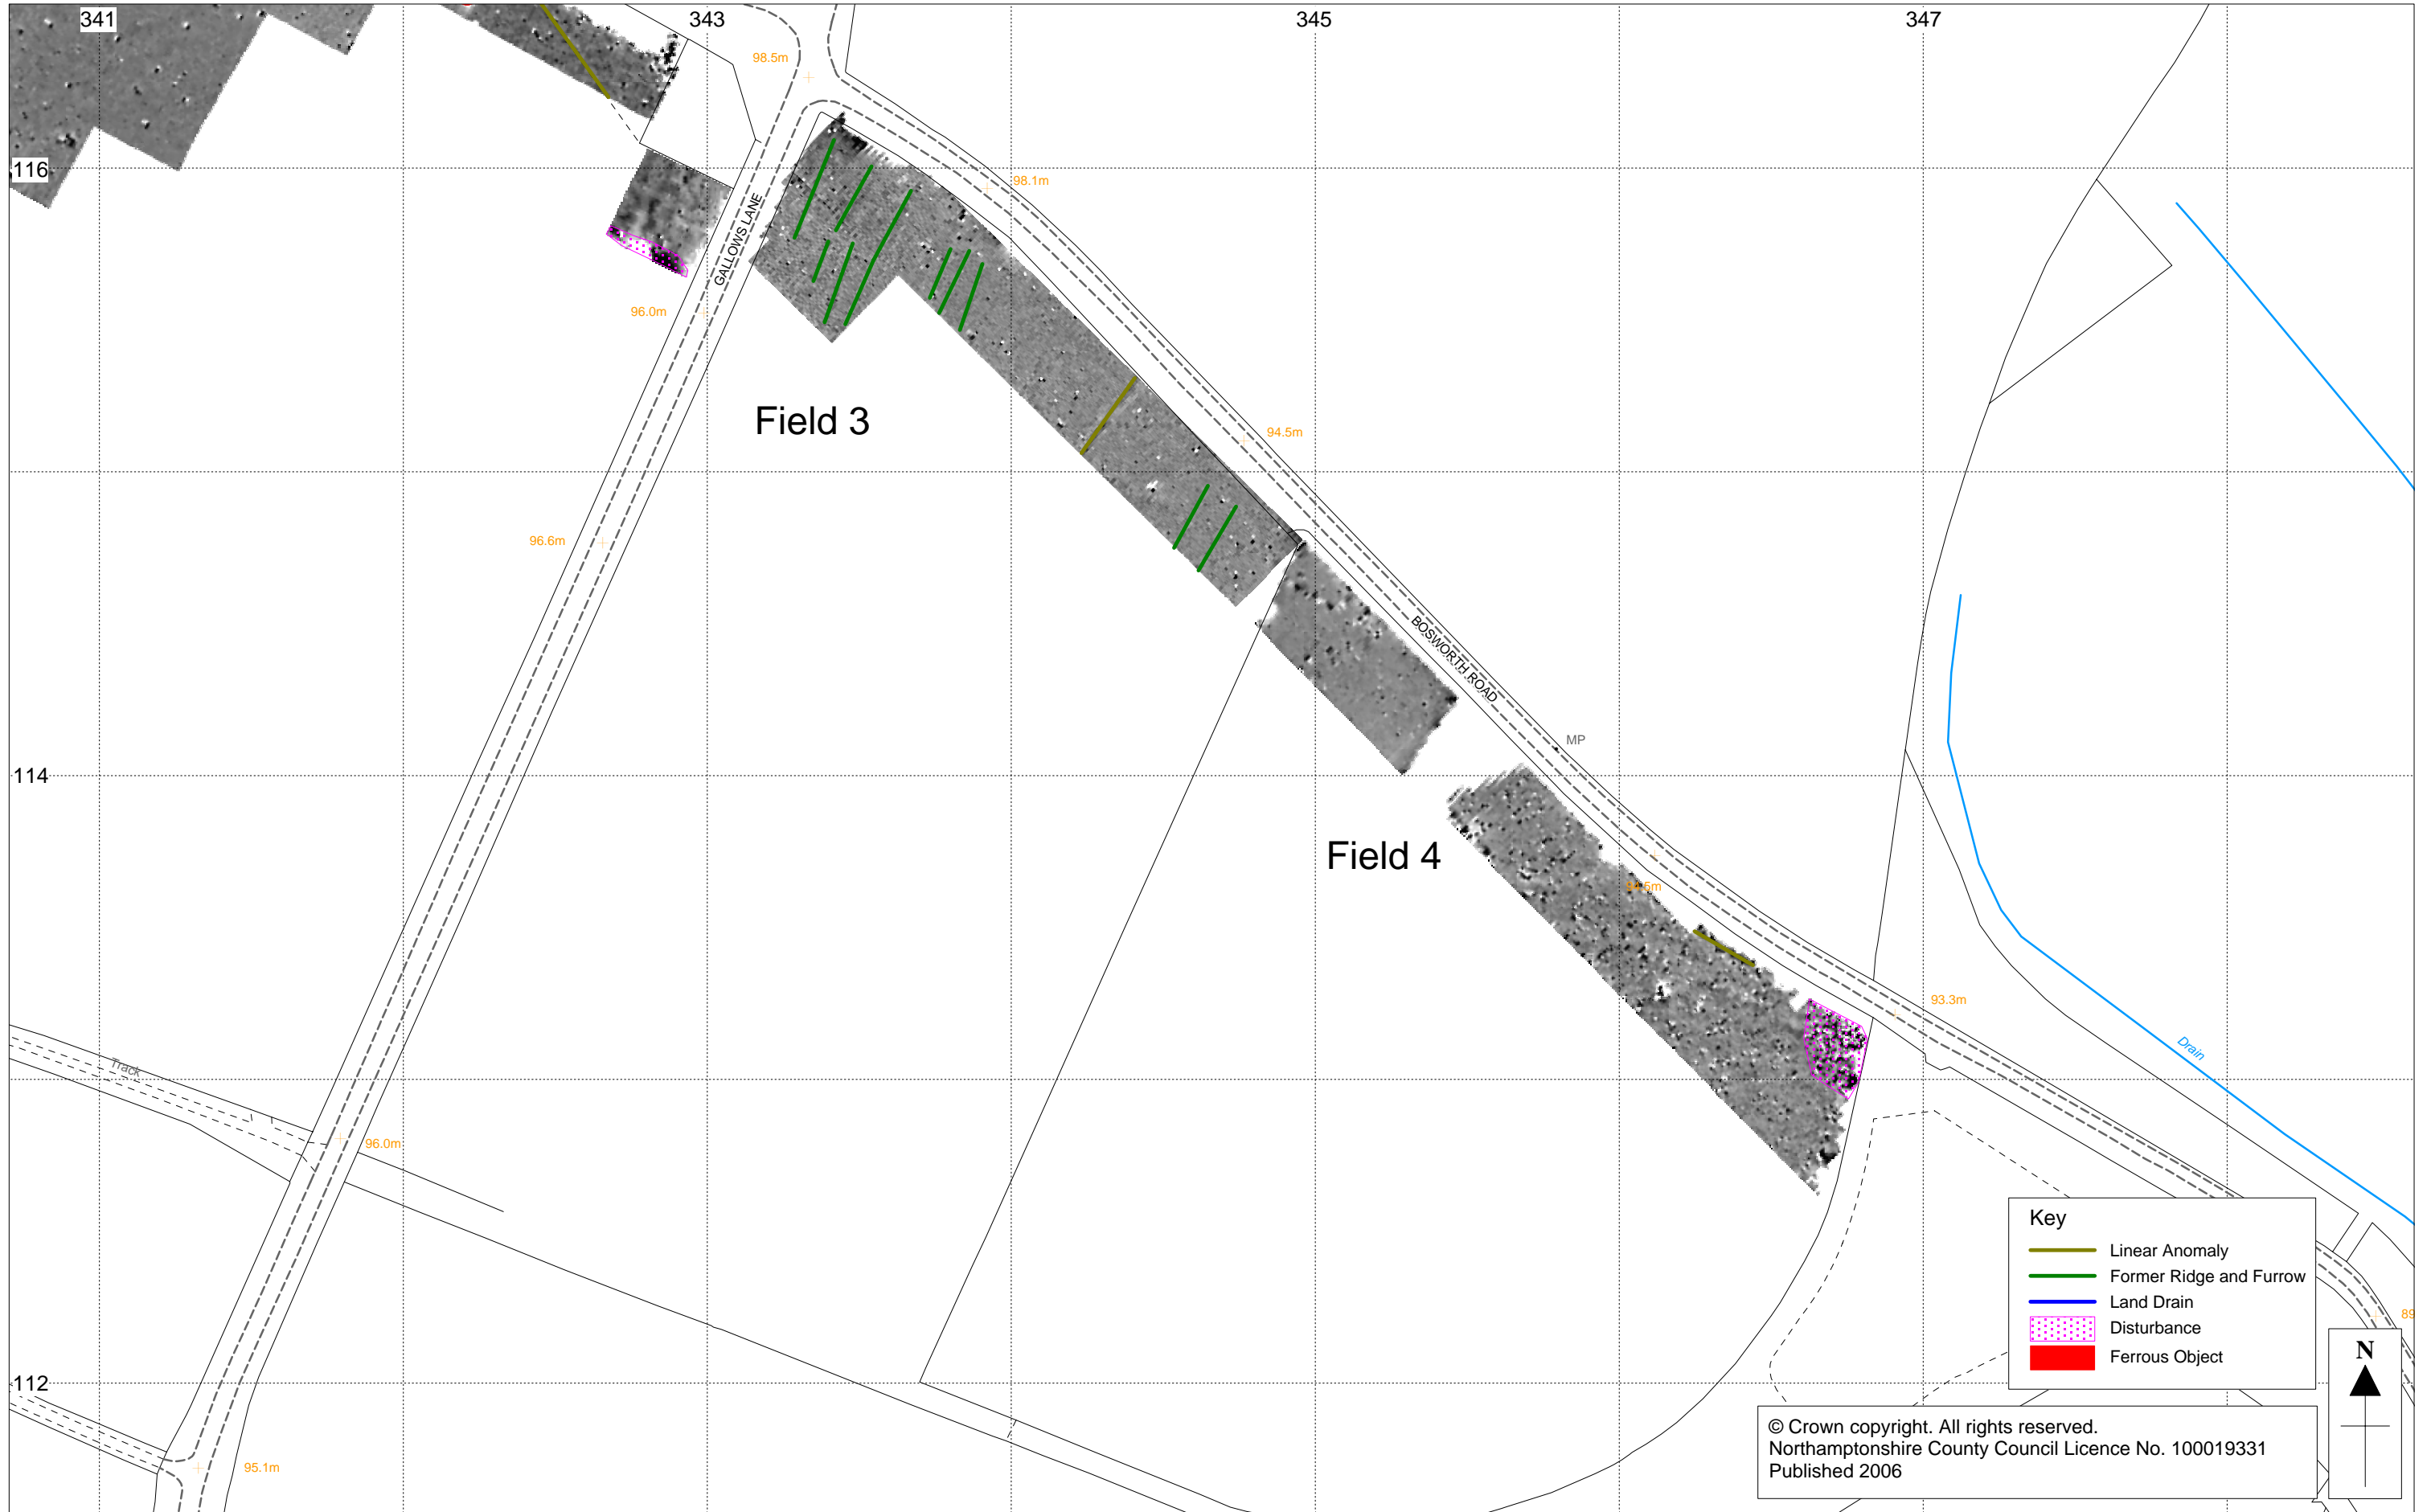 341
343
345
347
98.5m
116
98.1m
GALLOWS LANE
96.0m
Field 3
94.5m
96.6m
BOSWORTH ROAD
MP
114
Field 4
93.3m
Drain
Track
96.0m
Key
Linear Anomaly
Former Ridge and Furrow
Land Drain
Disturbance
Ferrous Object
89
N
112
© Crown copyright. All rights reserved.
Northamptonshire County Council Licence No. 100019331
Published 2006
95.1m